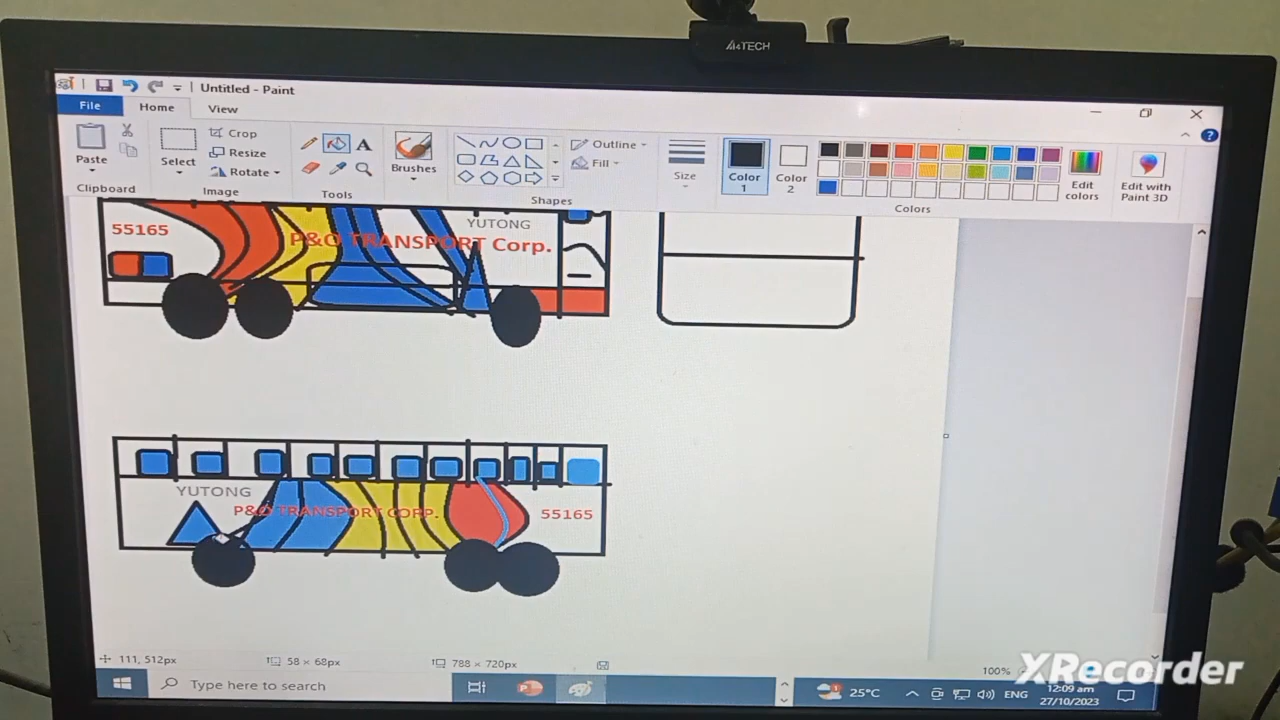 A4TECH
Untitled - Paint
File Home View
Paste
Clipboard
Select
Crop
Resize
Rotate
Image
A
Tools
Brushes
Outline
Fill
Shapes
Size
Color 1
Color 2
Edit colors
Edit with Paint 3D
Colors
55165
YUTONG
P&O TRANSPORT Corp.
YUTONG
P&O TRANSPORT CORP.
55165
111, 512px
58 × 68px
788 × 720px
100%
XRecorder
Type here to search
25°C
ENG
12:09 am
27/10/2023